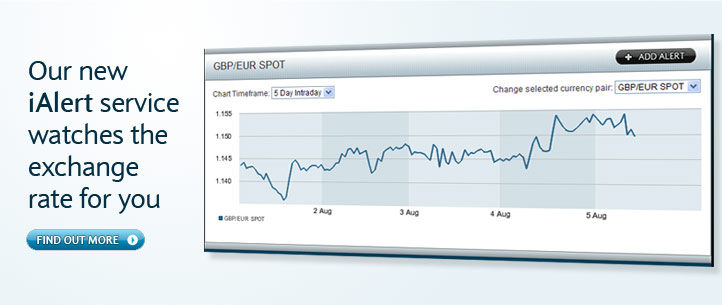 Our new
iAlert service
watches the
exchange
rate for you
FIND OUT MORE
GBP/EUR SPOT
+ ADD ALERT
Chart Timeframe: 5 Day Intraday
Change selected currency pair: GBP/EUR SPOT
1.155
1.150
1.145
1.140
2 Aug 3 Aug 4 Aug 5 Aug
GBP/EUR SPOT